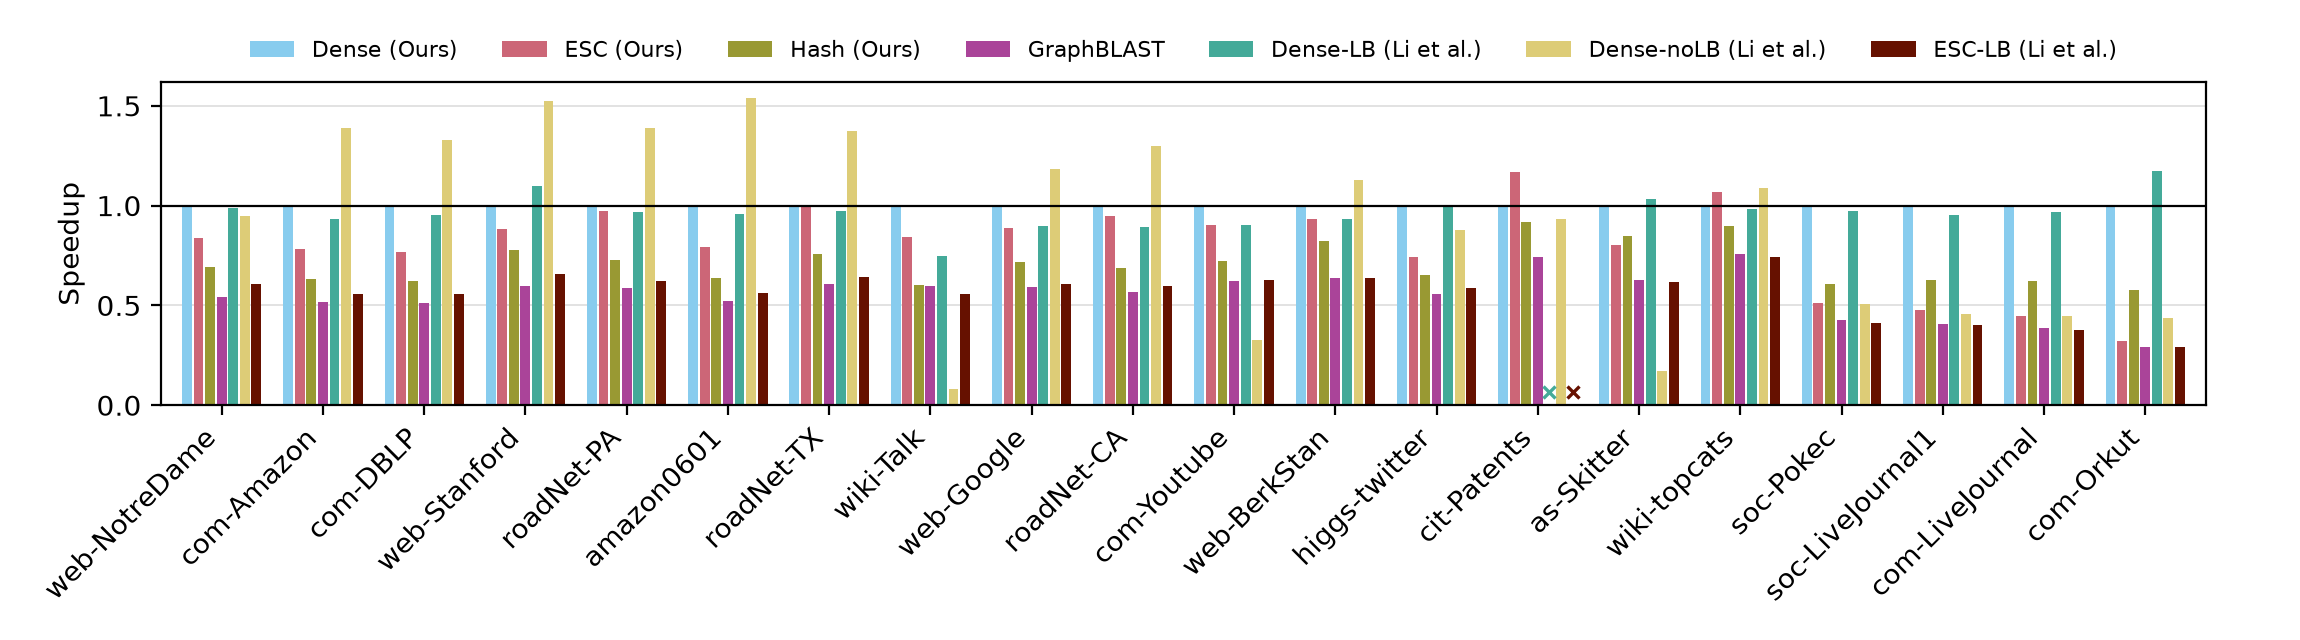 Dense (Ours) ESC (Ours) Hash (Ours) GraphBLAST Dense-LB (Li et al.) Dense-noLB (Li et al.) ESC-LB (Li et al.)
Speedup
1.5
1.0
0.5
0.0
web-NotreDame
com-Amazon
com-DBLP
web-Stanford
roadNet-PA
amazon0601
roadNet-TX
wiki-Talk
web-Google
roadNet-CA
com-Youtube
web-BerkStan
higgs-twitter
cit-Patents
as-Skitter
wiki-topcats
soc-Pokec
soc-LiveJournal1
com-LiveJournal
com-Orkut